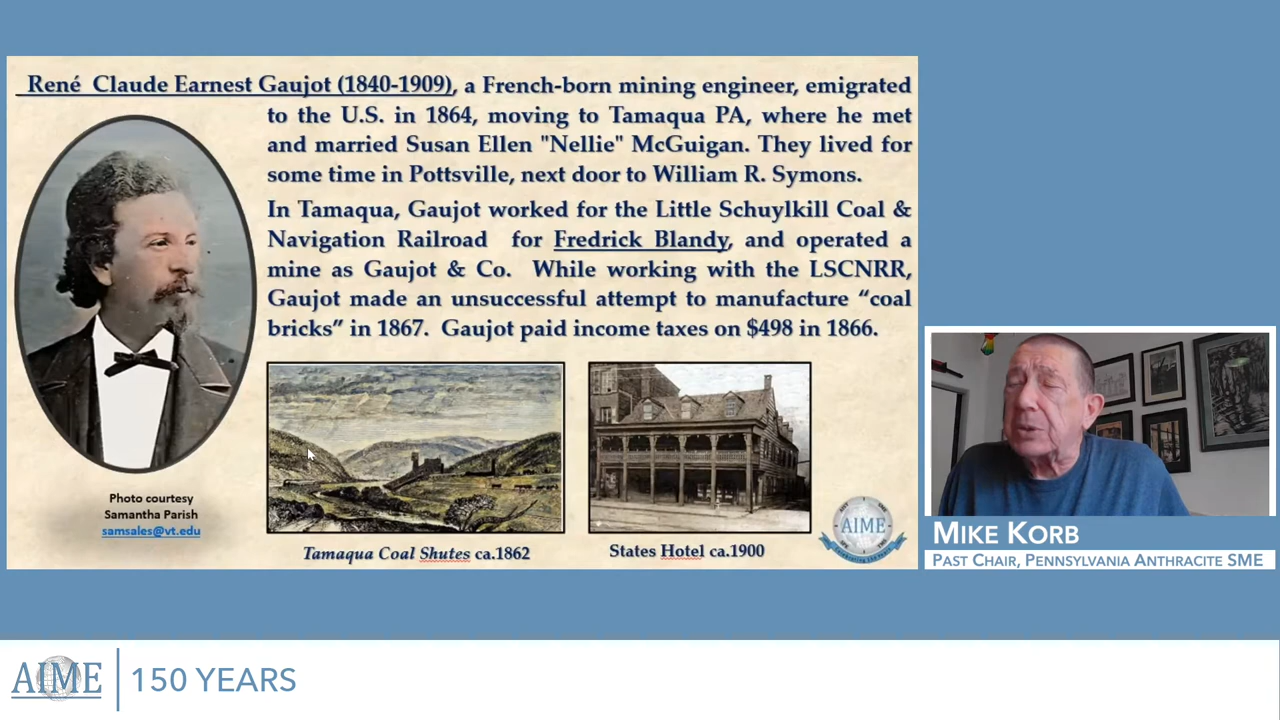 René Claude Earnest Gaujot (1840-1909), a French-born mining engineer, emigrated
to the U.S. in 1864, moving to Tamaqua PA, where he met
and married Susan Ellen "Nellie" McGuigan. They lived for
some time in Pottsville, next door to William R. Symons.
In Tamaqua, Gaujot worked for the Little Schuylkill Coal &
Navigation Railroad for Fredrick Blandy, and operated a
mine as Gaujot & Co. While working with the LSCNRR,
Gaujot made an unsuccessful attempt to manufacture “coal
bricks” in 1867. Gaujot paid income taxes on $498 in 1866.
Photo courtesy
Samantha Parish
samsales@vt.edu
Tamaqua Coal Shutes ca.1862
States Hotel ca.1900
AIME
MIKE KORB
PAST CHAIR, PENNSYLVANIA ANTHRACITE SME
AIME
150 YEARS